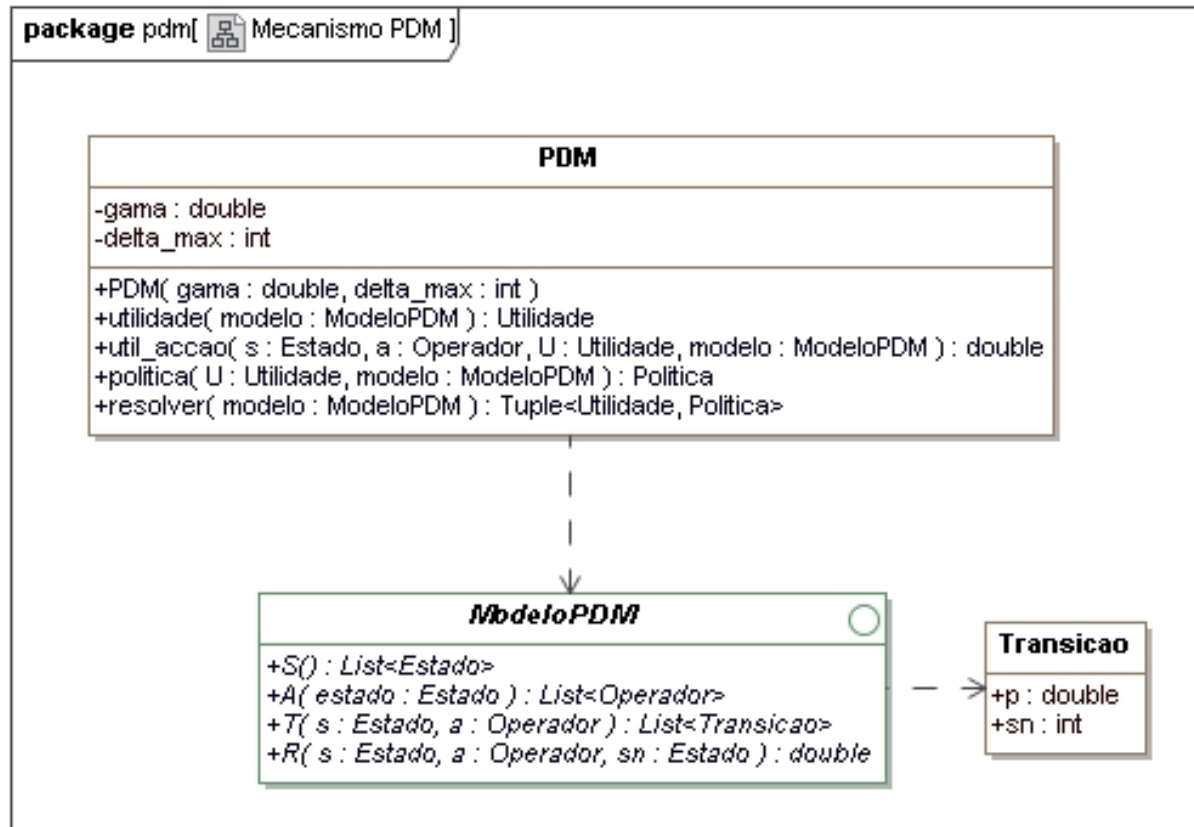 package pdm[ Mecanismo PDM ]
PDM
-gama : double
-delta_max : int
+PDM( gama : double, delta_max : int )
+utilidade( modelo : ModeloPDM ) : Utilidade
+util_accao( s : Estado, a : Operador, U : Utilidade, modelo : ModeloPDM ) : double
+politica( U : Utilidade, modelo : ModeloPDM ) : Politica
+resolver( modelo : ModeloPDM ) : Tuple<Utilidade, Politica>
ModeloPDM
+S() : List<Estado>
+A( estado : Estado ) : List<Operador>
+T( s : Estado, a : Operador ) : List<Transicao>
+R( s : Estado, a : Operador, sn : Estado ) : double
Transicao
+p : double
+sn : int